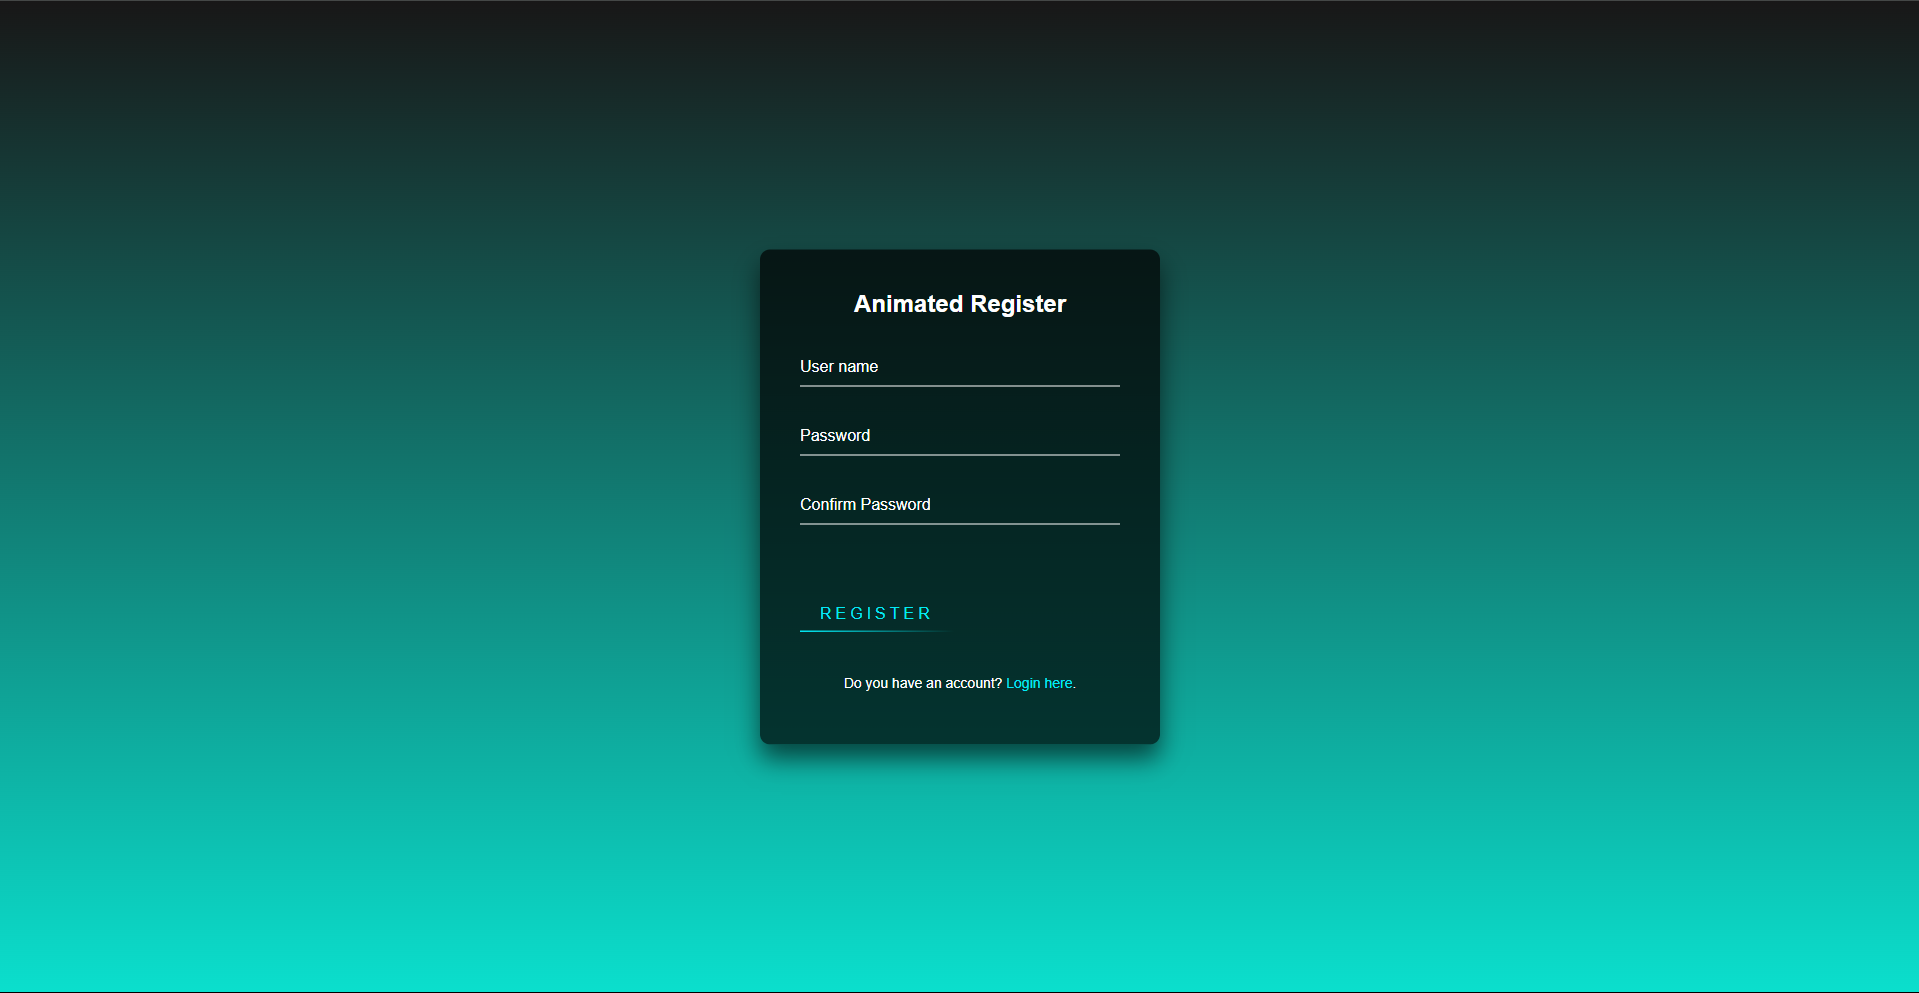 Animated Register
User name
Password
Confirm Password
REGISTER
Do you have an account? Login here.